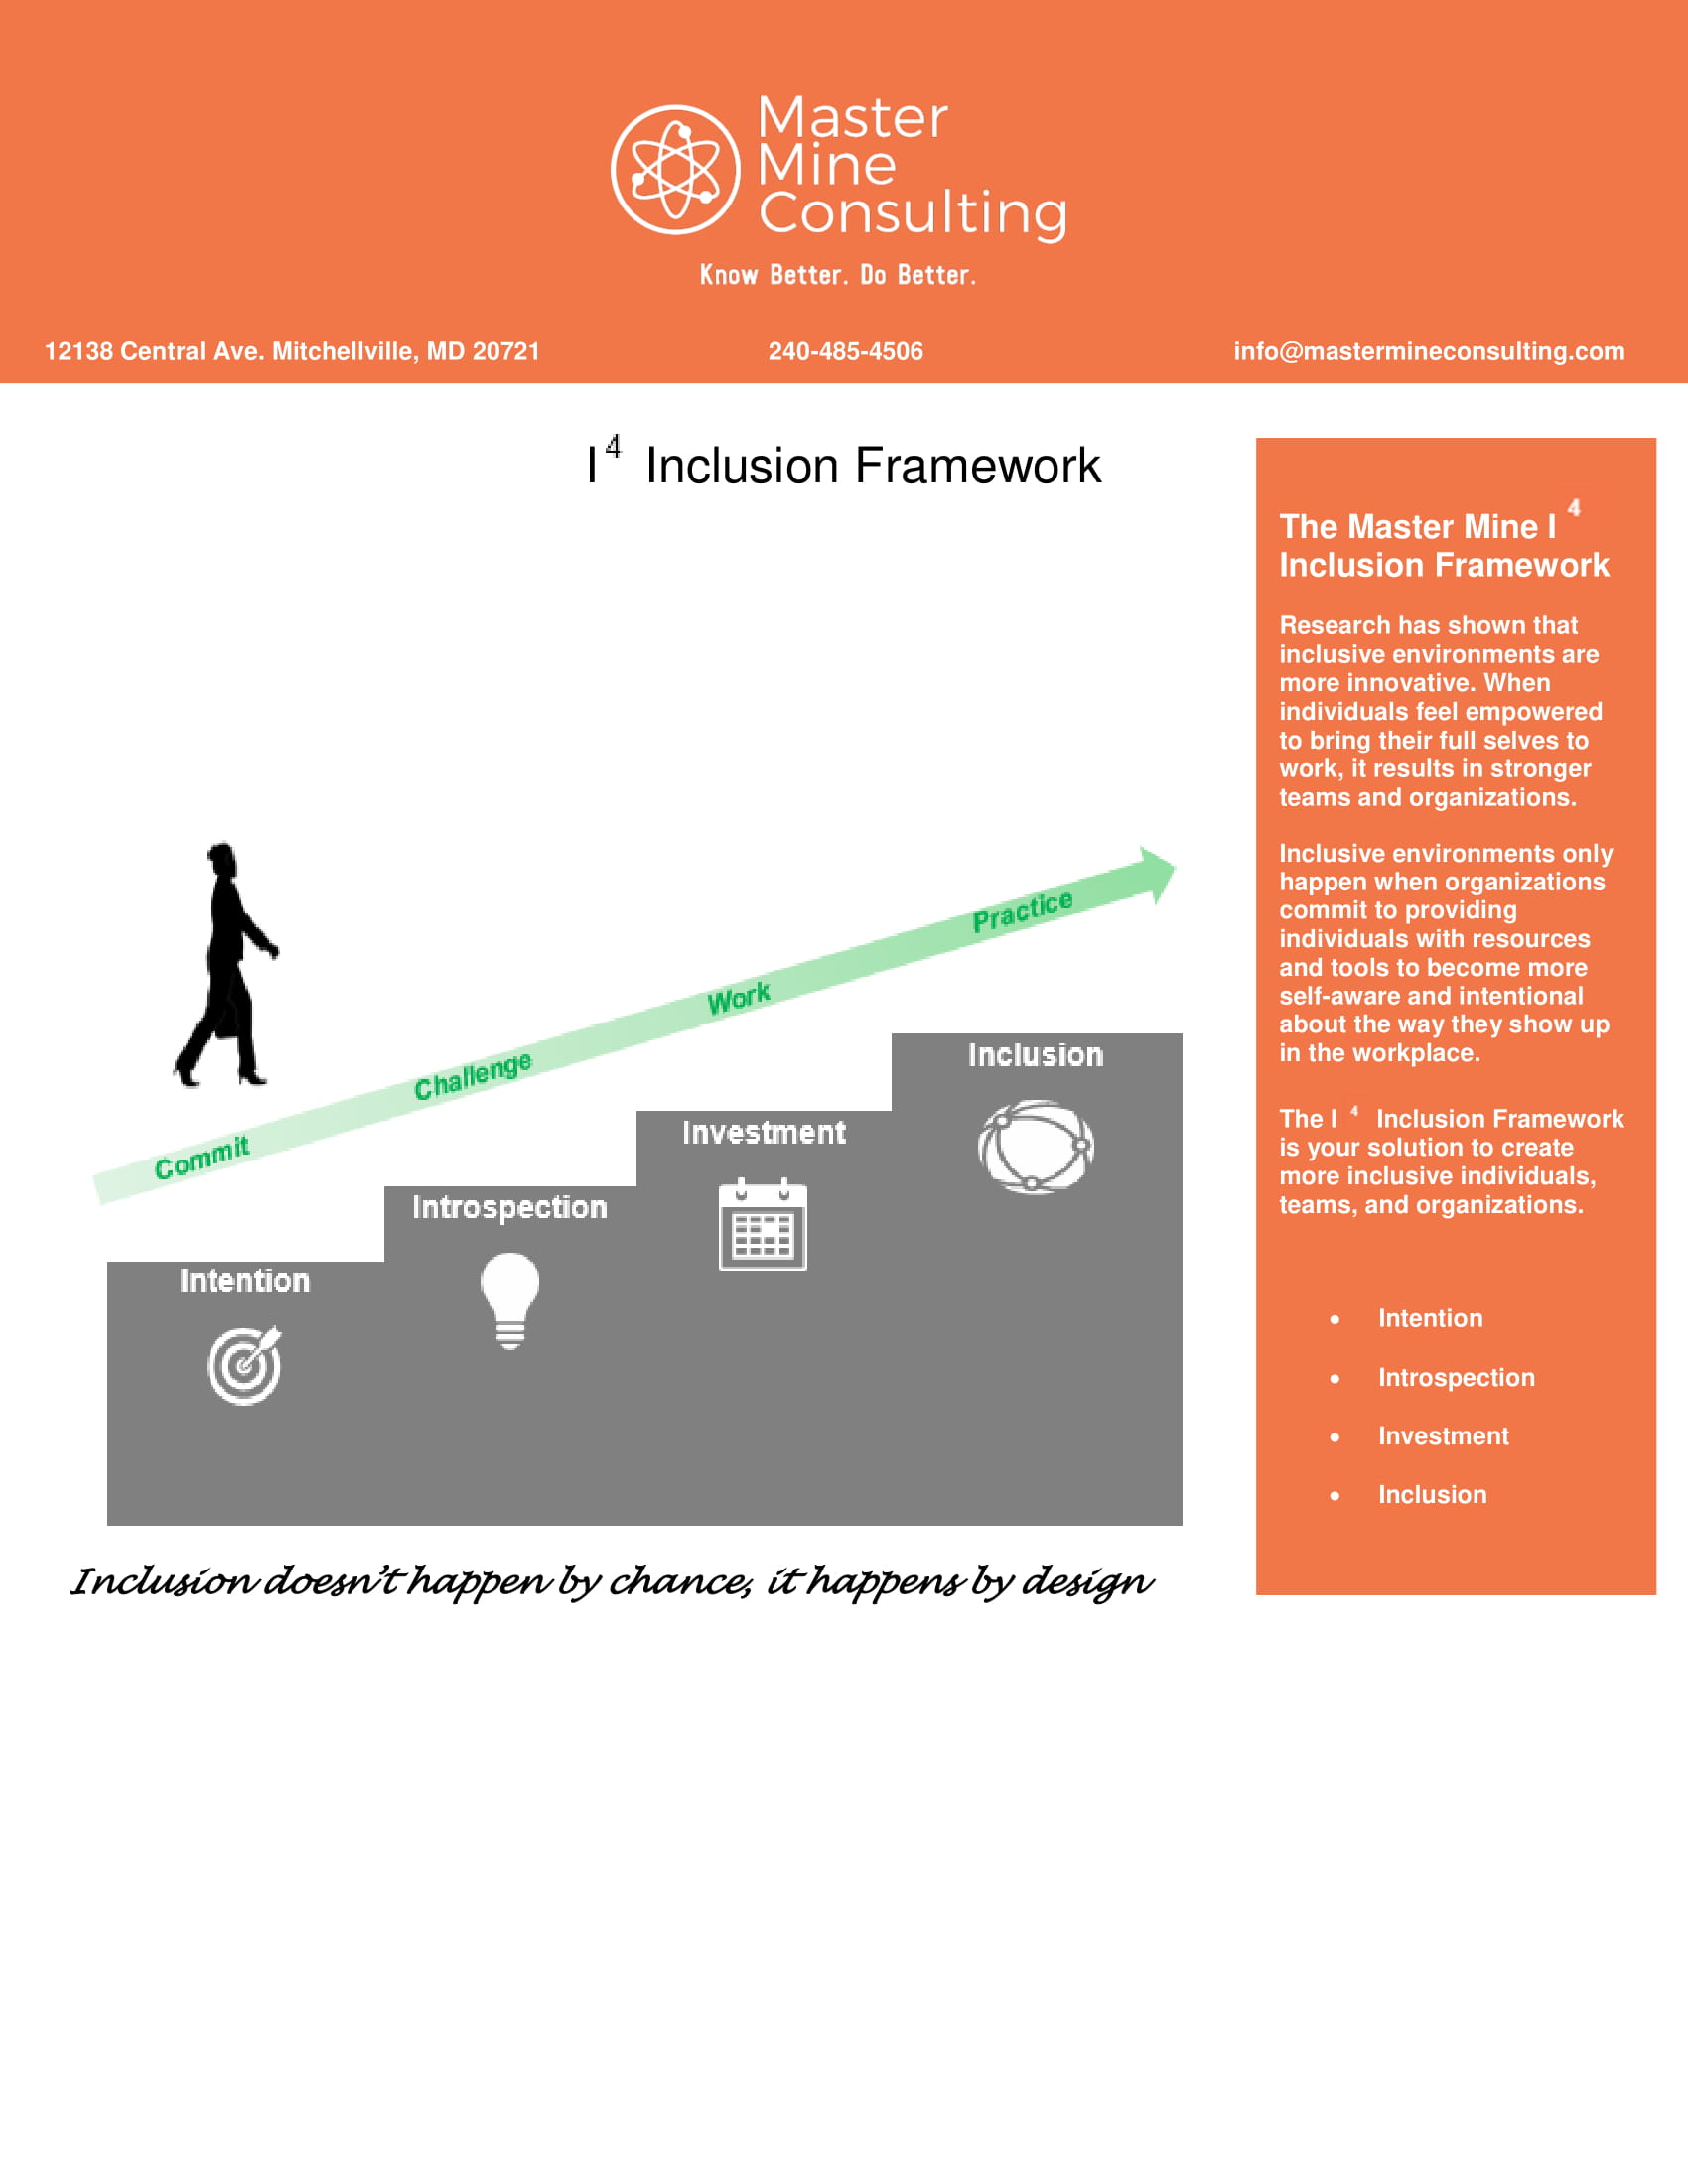 Master
Mine
Consulting
Know Better. Do Better.
12138 Central Ave. Mitchellville, MD 20721 240-485-4506 info@mastermineconsulting.com
I⁴ Inclusion Framework
Practice
Work
Challenge
Commit
Inclusion
Investment
Introspection
Intention
Inclusion doesn't happen by chance, it happens by design
The Master Mine I⁴
Inclusion Framework
Research has shown that
inclusive environments are
more innovative. When
individuals feel empowered
to bring their full selves to
work, it results in stronger
teams and organizations.
Inclusive environments only
happen when organizations
commit to providing
individuals with resources
and tools to become more
self-aware and intentional
about the way they show up
in the workplace.
The I⁴ Inclusion Framework
is your solution to create
more inclusive individuals,
teams, and organizations.
• Intention
• Introspection
• Investment
• Inclusion